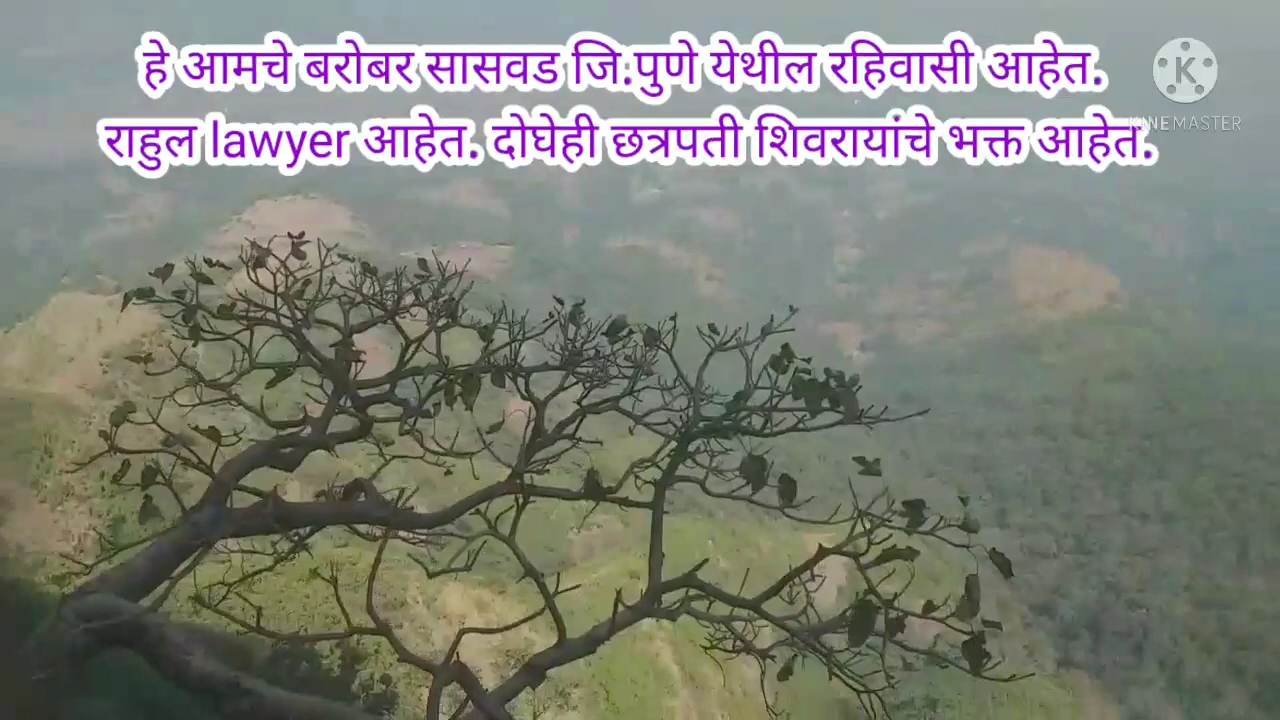 हे आमचे बरोबर सासवड जि.पुणे येथील रहिवासी आहेत.
राहुल lawyer आहेत. दोघेही छत्रपती शिवरायांचे भक्त आहेत.
K
KINEMASTER